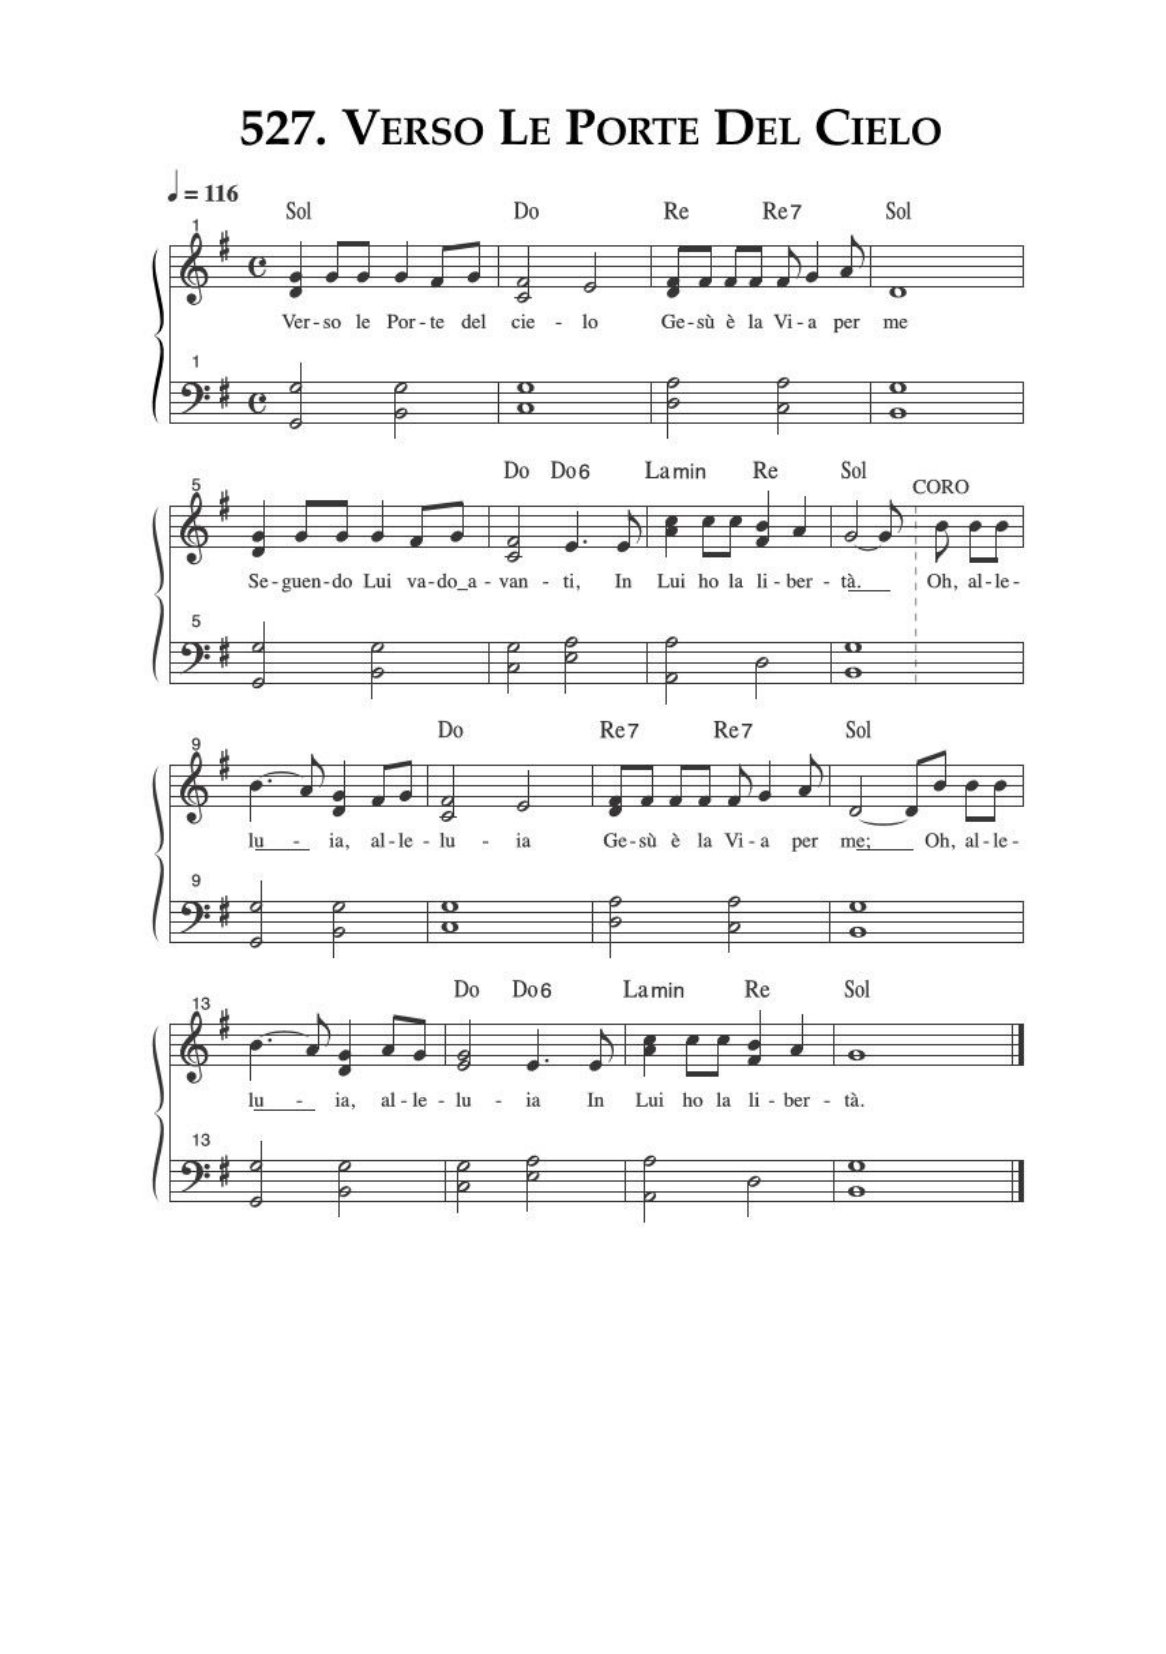 527. Verso Le Porte Del Cielo
♩ = 116
Sol Do Re Re7 Sol
1
Ver-so le Por-te del cie - lo Ge-sù è la Vi-a per me
1
Do Do6 Lamin Re Sol
CORO
5
Se-guen-do Lui va-do_a-van - ti, In Lui ho la li-ber - tà.____ Oh, al-le-
5
Do Re7 Re7 Sol
9
lu - ia, al-le-lu - ia Ge-sù è la Vi-a per me;____ Oh, al-le-
9
Do Do6 Lamin Re Sol
13
lu - ia, al-le-lu - ia In Lui ho la li-ber - tà.
13